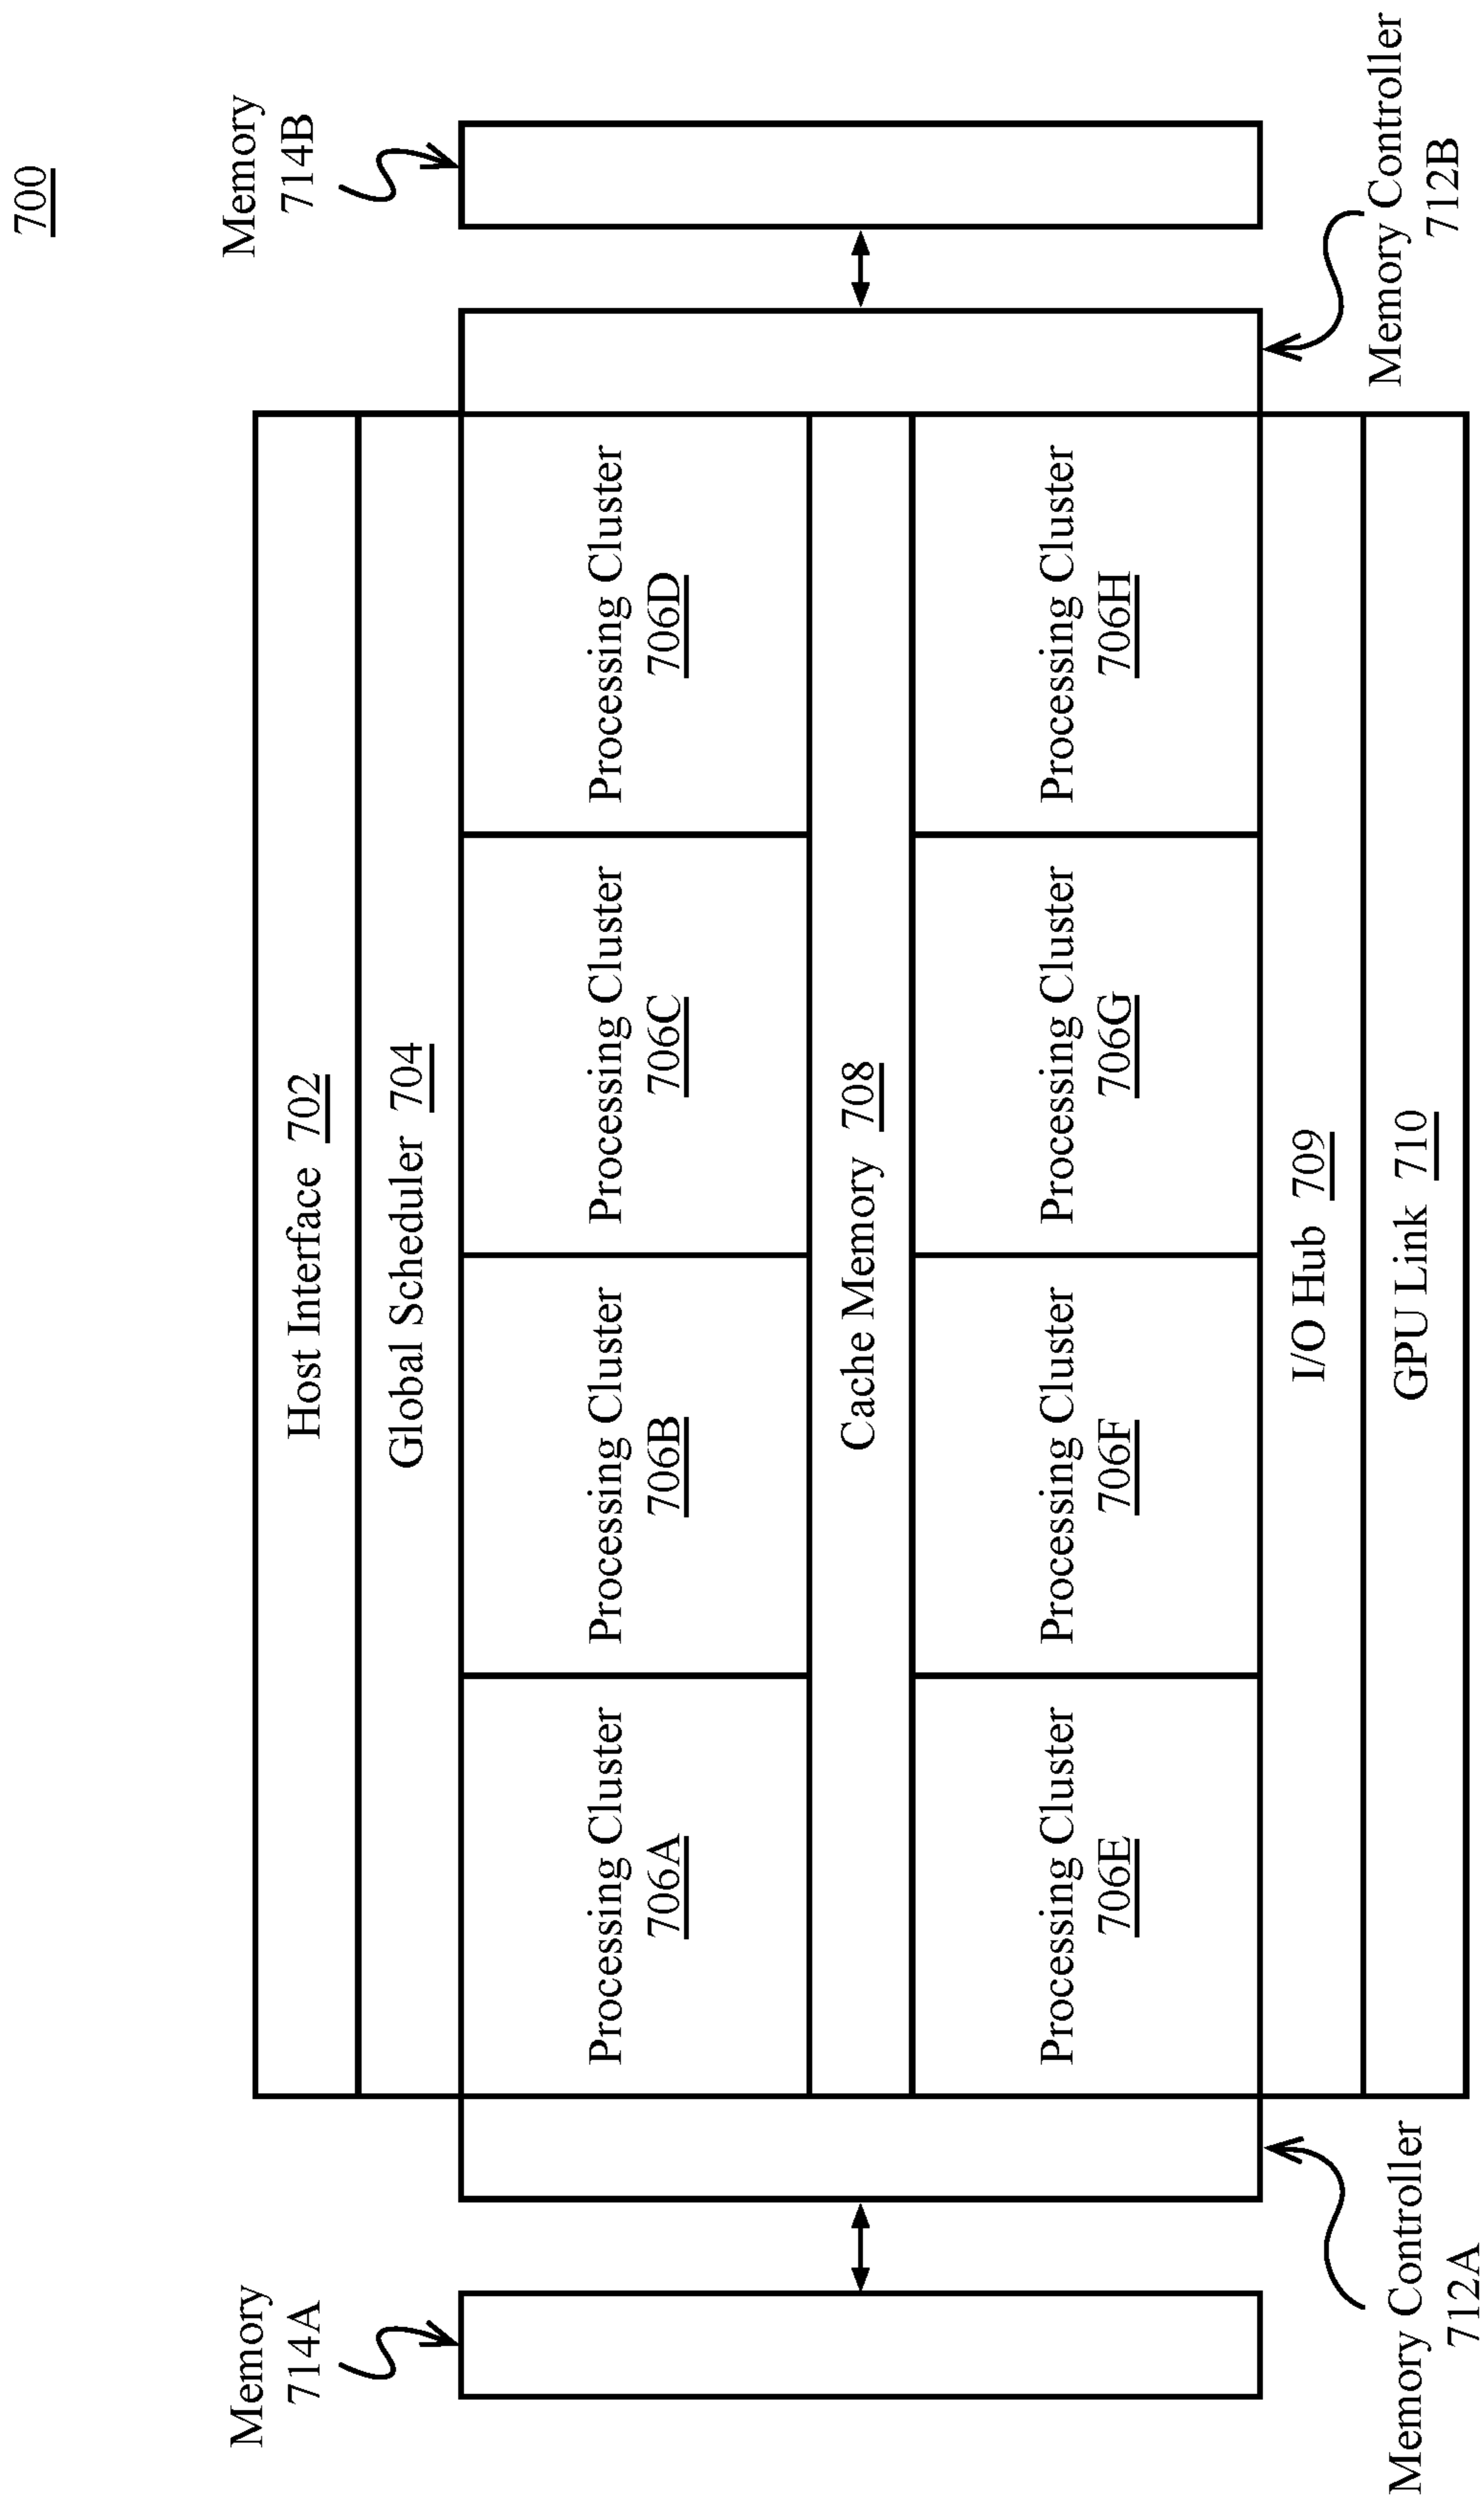 700
Memory
714A
Memory
714B
Host Interface 702
Global Scheduler 704
Processing Cluster
706A
Processing Cluster
706B
Processing Cluster
706C
Processing Cluster
706D
Cache Memory 708
Processing Cluster
706E
Processing Cluster
706F
Processing Cluster
706G
Processing Cluster
706H
I/O Hub 709
GPU Link 710
Memory Controller
712A
Memory Controller
712B